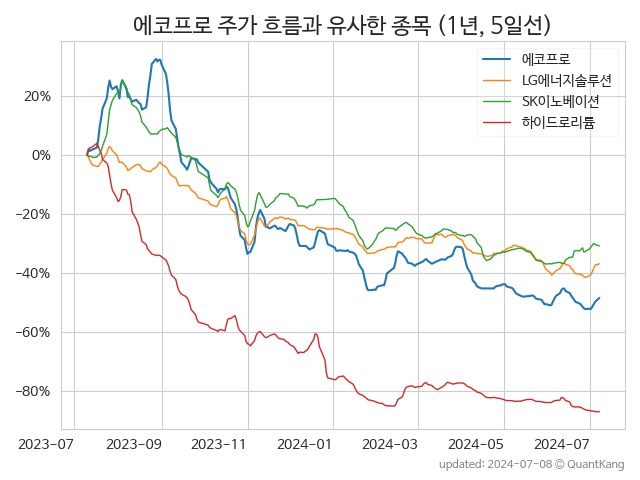 에코프로 주가 흐름과 유사한 종목 (1년, 5일선)
에코프로
LG에너지솔루션
SK이노베이션
하이드로리튬
20%
0%
−20%
−40%
−60%
−80%
2023-07 2023-09 2023-11 2024-01 2024-03 2024-05 2024-07
updated: 2024-07-08 @ QuantKang